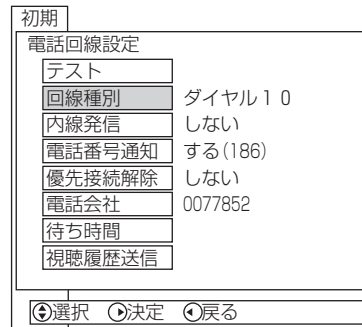 初期
電話回線設定
テスト
回線種別 ダイヤル10
内線発信 しない
電話番号通知 する(186)
優先接続解除 しない
電話会社 0077852
待ち時間
視聴履歴送信
選択 決定 戻る